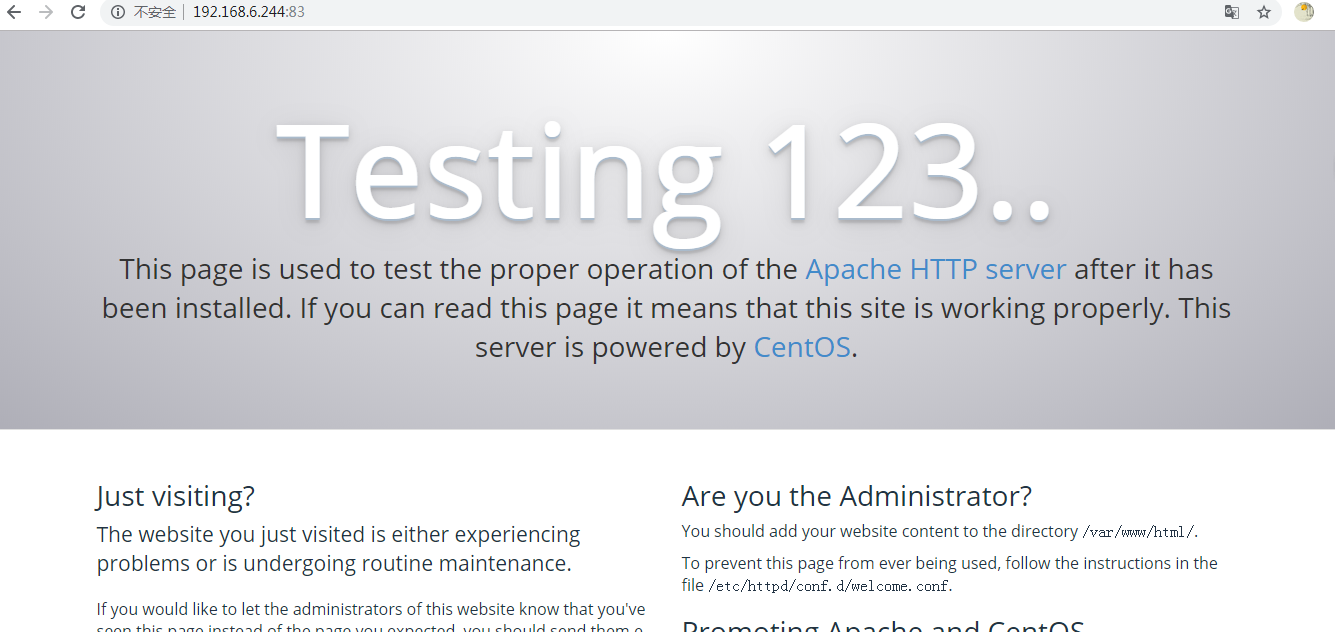 不安全 | 192.168.6.244:83
Testing 123..
This page is used to test the proper operation of the Apache HTTP server after it has
been installed. If you can read this page it means that this site is working properly. This
server is powered by CentOS.
Just visiting?
The website you just visited is either experiencing
problems or is undergoing routine maintenance.
If you would like to let the administrators of this website know that you've
seen this page instead of the page you expected, you should send them e
Are you the Administrator?
You should add your website content to the directory /var/www/html/.
To prevent this page from ever being used, follow the instructions in the
file /etc/httpd/conf.d/welcome.conf.
Promoting Apache and CentOS